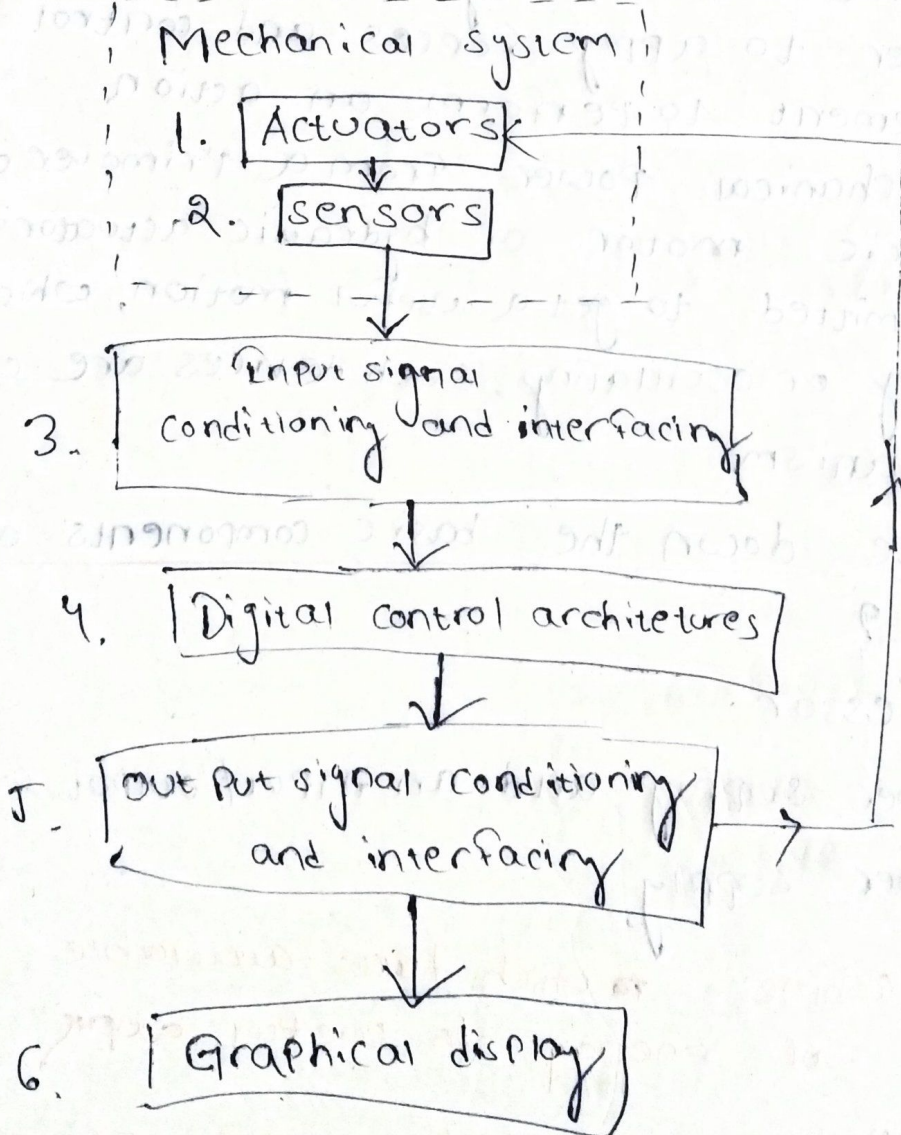 Mechanical system
1. Actuators
2. sensors
Input signal
3. conditioning and interfacing
4. Digital control architetures
5. Out Put signal conditioning
and interfacing
6. Graphical display